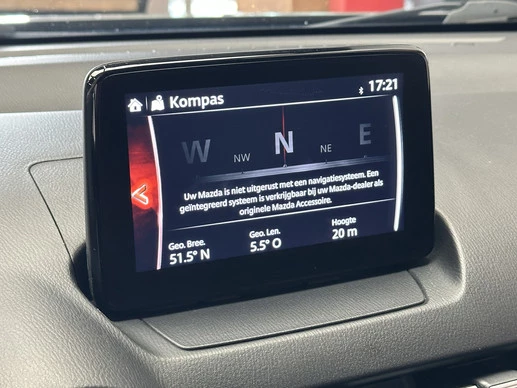 Kompas
17:21
W NW N NE E
Uw Mazda is niet uitgerust met een navigatiesysteem. Een
geïntegreerd systeem is verkrijgbaar bij uw Mazda-dealer als
originele Mazda Accessoire.
Geo. Bree. Geo. Len. Hoogte
51.5° N 5.5° O 20 m